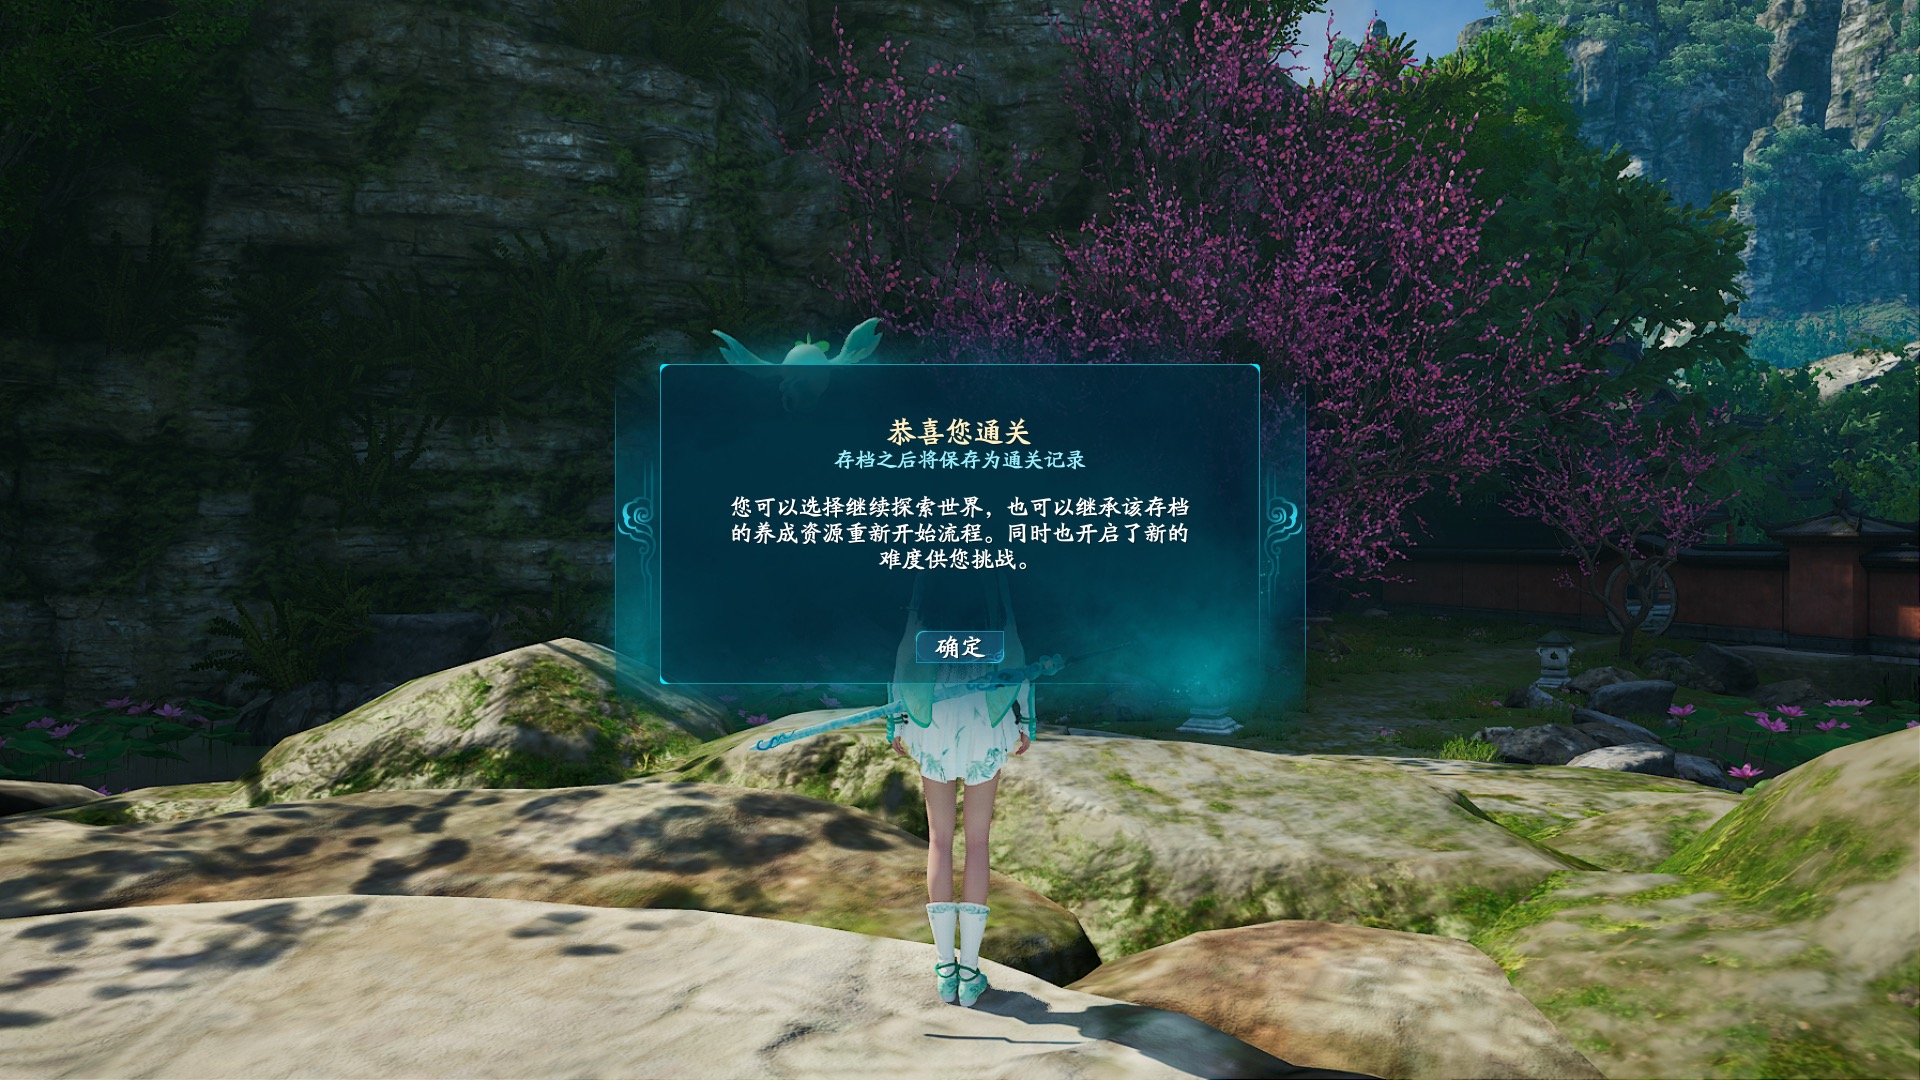 恭喜您通关
存档之后将保存为通关记录
您可以选择继续探索世界，也可以继承该存档
的养成资源重新开始流程。同时也开启了新的
难度供您挑战。
确定